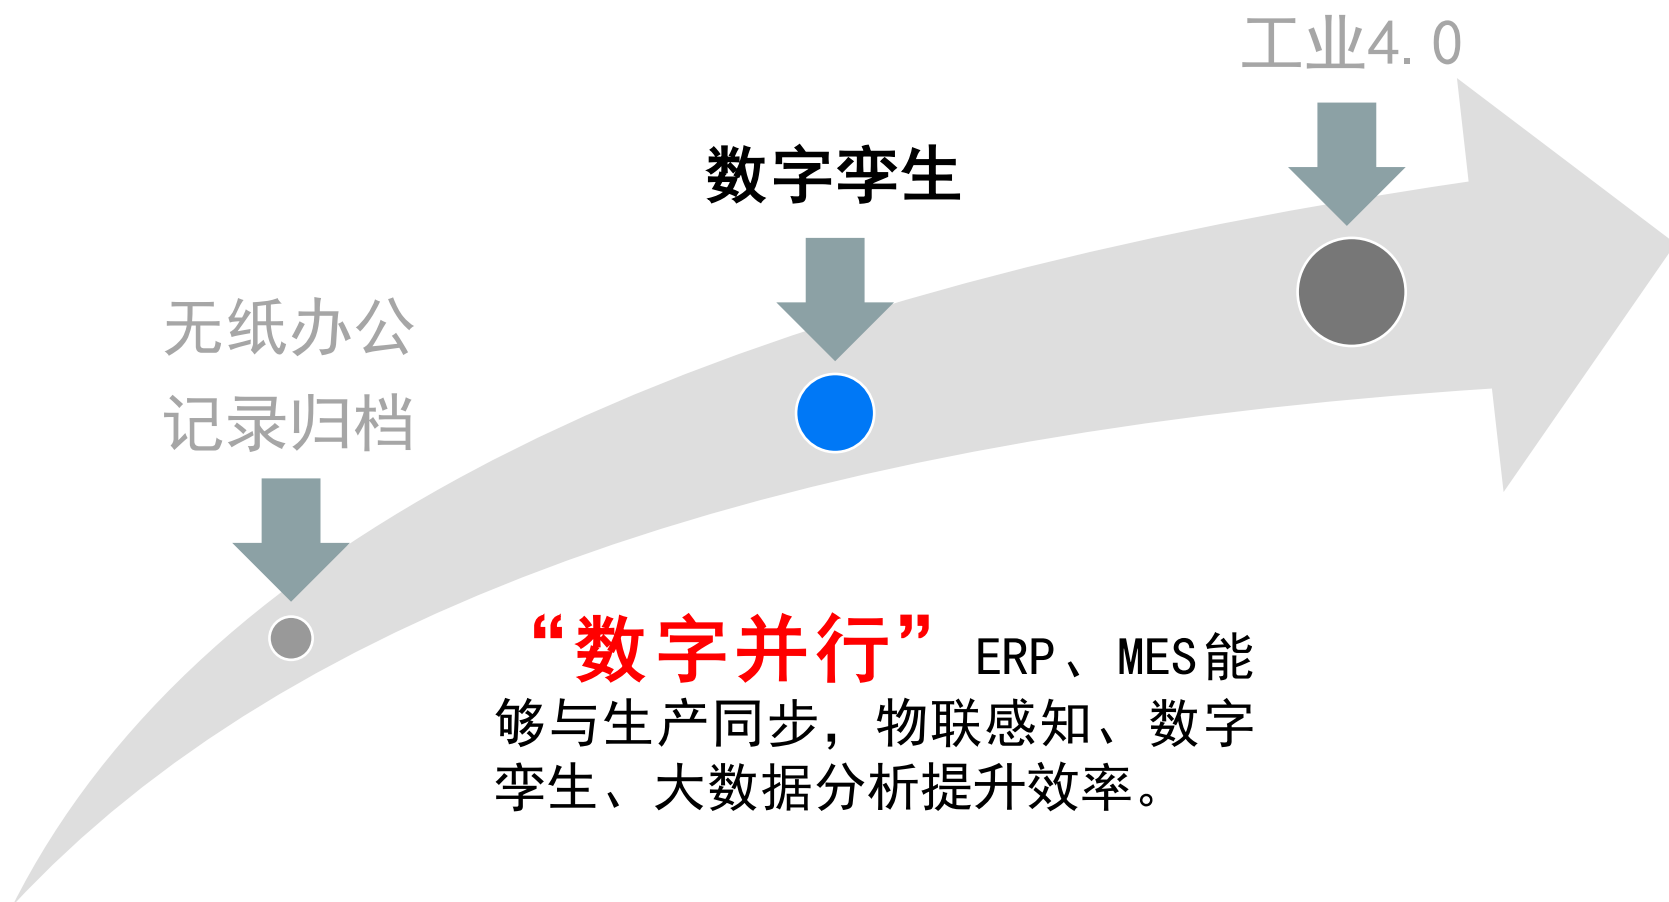 工业4.0
数字孪生
无纸办公
记录归档
“数字并行”ERP、MES能
够与生产同步，物联感知、数字
孪生、大数据分析提升效率。